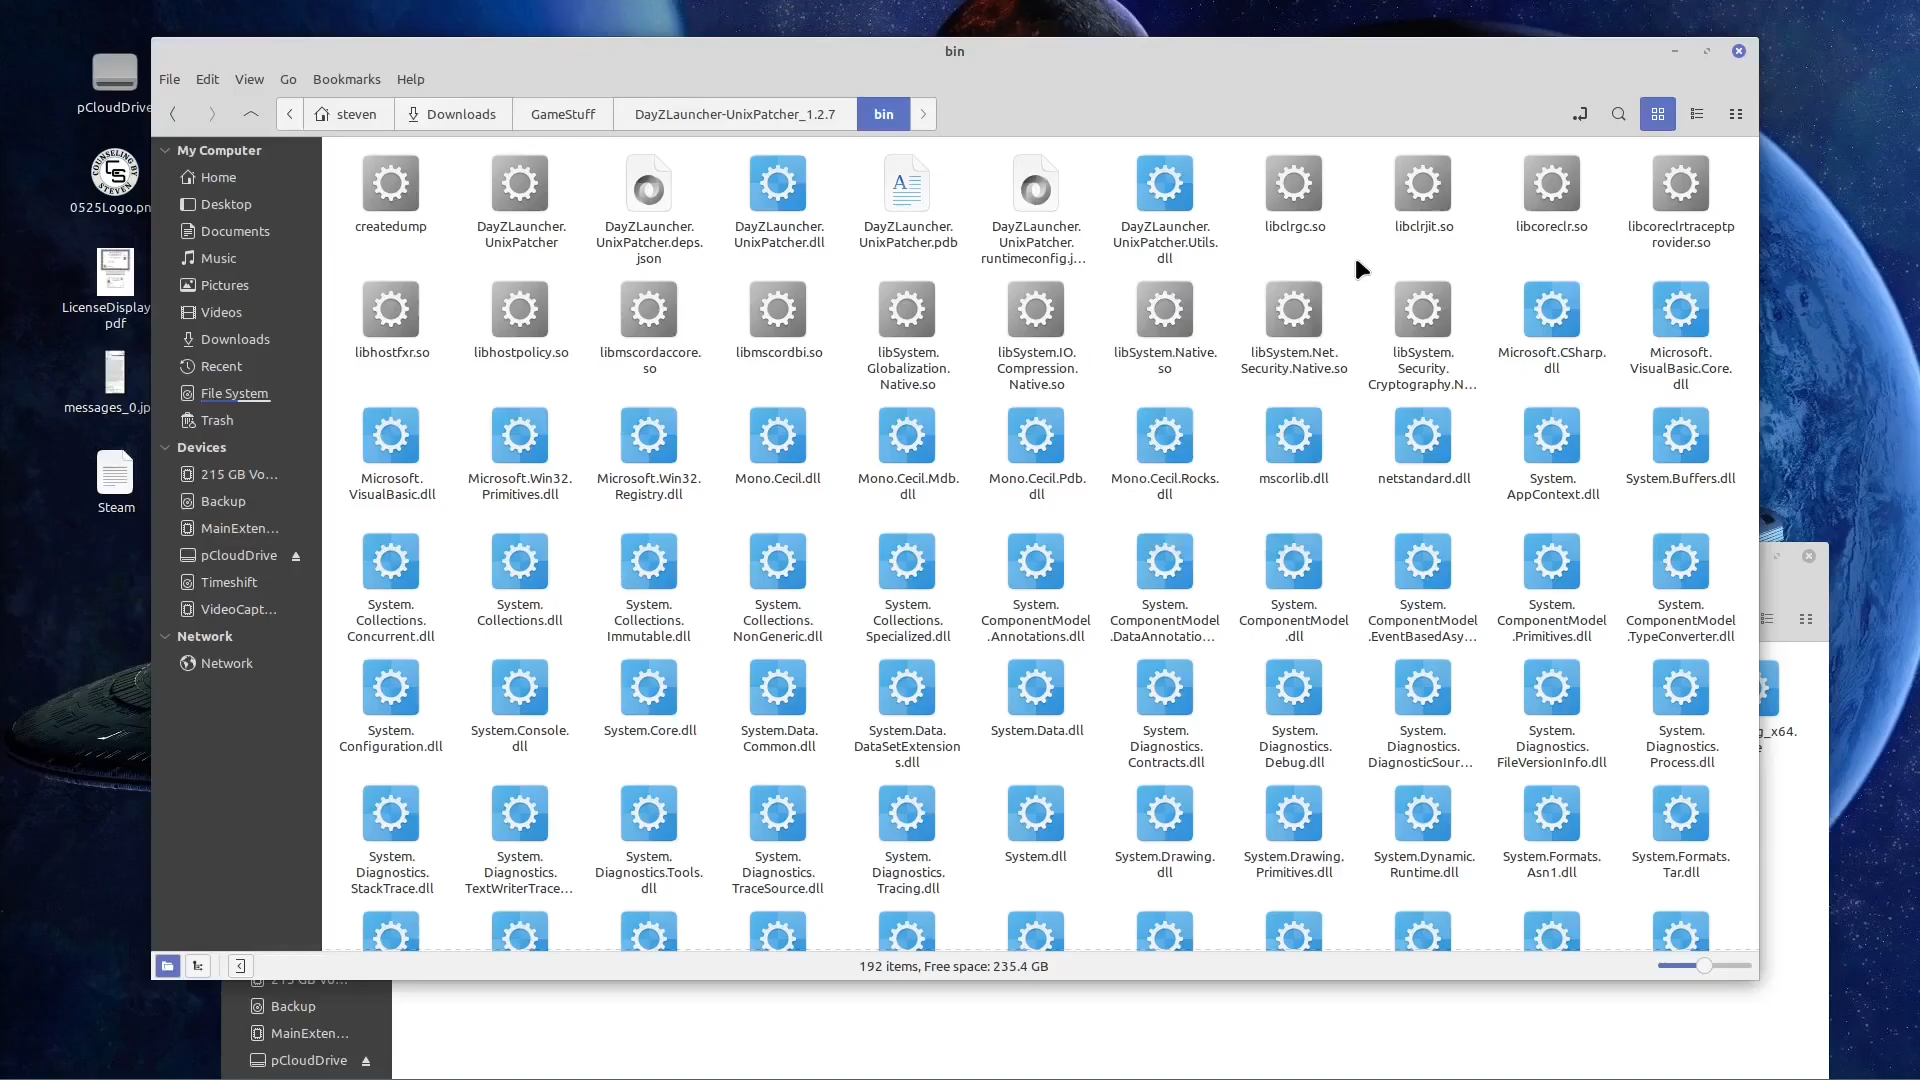 bin
File Edit View Go Bookmarks Help
steven Downloads GameStuff DayZLauncher-UnixPatcher_1.2.7 bin
pCloudDrive
COUNSELING BY STEVEN
CS
0525Logo.pn
LicenseDisplay
pdf
messages_0.jp
Steam
My Computer
Home
Desktop
Documents
Music
Pictures
Videos
Downloads
Recent
File System
Trash
Devices
215 GB Vo...
Backup
MainExten...
pCloudDrive
Timeshift
VideoCapt...
Network
Network
createdump
DayZLauncher.
UnixPatcher
DayZLauncher.
UnixPatcher.deps.
json
DayZLauncher.
UnixPatcher.dll
A
DayZLauncher.
UnixPatcher.pdb
DayZLauncher.
UnixPatcher.
runtimeconfig.j...
DayZLauncher.
UnixPatcher.Utils.
dll
libclrgc.so
libclrjit.so
libcoreclr.so
libcoreclrtraceptp
rovider.so
libhostfxr.so
libhostpolicy.so
libmscordaccore.
so
libmscordbi.so
libSystem.
Globalization.
Native.so
libSystem.IO.
Compression.
Native.so
libSystem.Native.
so
libSystem.Net.
Security.Native.so
libSystem.
Security.
Cryptography.N...
Microsoft.CSharp.
dll
Microsoft.
VisualBasic.Core.
dll
Microsoft.
VisualBasic.dll
Microsoft.Win32.
Primitives.dll
Microsoft.Win32.
Registry.dll
Mono.Cecil.dll
Mono.Cecil.Mdb.
dll
Mono.Cecil.Pdb.
dll
Mono.Cecil.Rocks.
dll
mscorlib.dll
netstandard.dll
System.
AppContext.dll
System.Buffers.dll
System.
Collections.
Concurrent.dll
System.
Collections.dll
System.
Collections.
Immutable.dll
System.
Collections.
NonGeneric.dll
System.
Collections.
Specialized.dll
System.
ComponentModel
.Annotations.dll
System.
ComponentModel
.DataAnnotatio...
System.
ComponentModel
.dll
System.
ComponentModel
.EventBasedAsy...
System.
ComponentModel
.Primitives.dll
System.
ComponentModel
.TypeConverter.dll
System.
Configuration.dll
System.Console.
dll
System.Core.dll
System.Data.
Common.dll
System.Data.
DataSetExtension
s.dll
System.Data.dll
System.
Diagnostics.
Contracts.dll
System.
Diagnostics.
Debug.dll
System.
Diagnostics.
DiagnosticSour...
System.
Diagnostics.
FileVersionInfo.dll
System.
Diagnostics.
Process.dll
System.
Diagnostics.
StackTrace.dll
System.
Diagnostics.
TextWriterTrace...
System.
Diagnostics.Tools.
dll
System.
Diagnostics.
TraceSource.dll
System.
Diagnostics.
Tracing.dll
System.dll
System.Drawing.
dll
System.Drawing.
Primitives.dll
System.Dynamic.
Runtime.dll
System.Formats.
Asn1.dll
System.Formats.
Tar.dll
192 items, Free space: 235.4 GB
g_x64.
e
215 GB Vo...
Backup
MainExten...
pCloudDrive